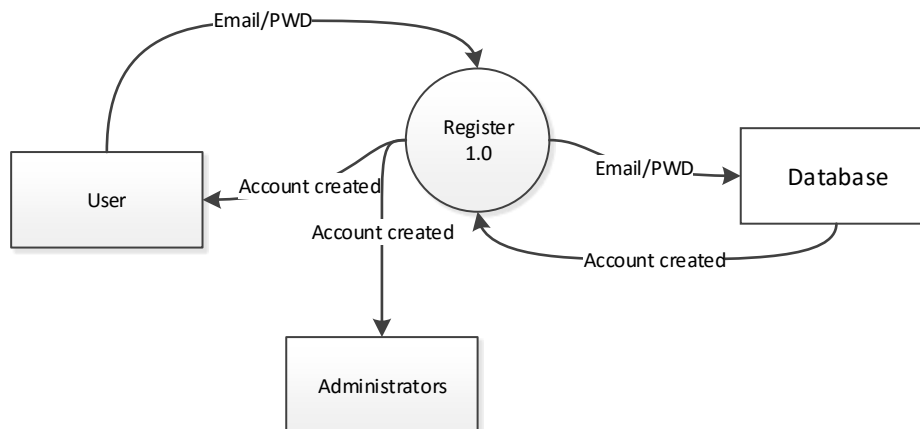 Email/PWD
Register
1.0
Email/PWD
Database
User
Account created
Account created
Account created
Administrators